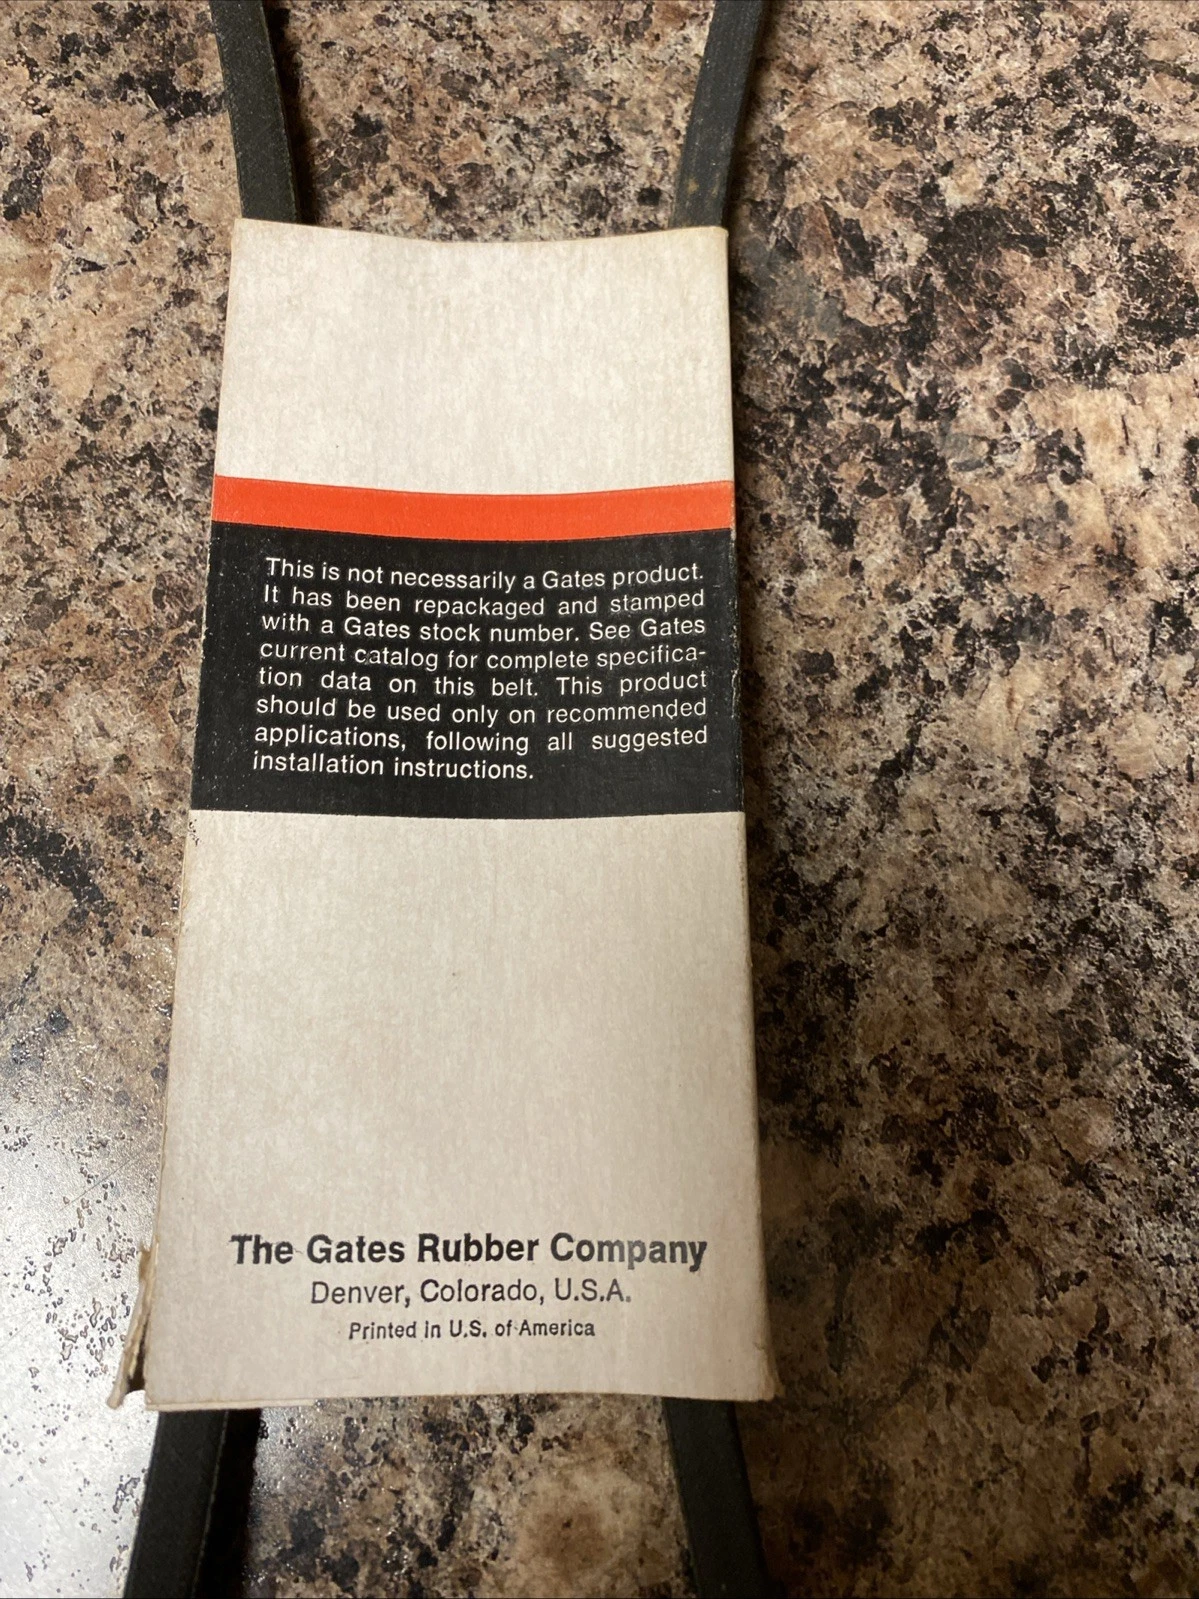 This is not necessarily a Gates product.
It has been repackaged and stamped
with a Gates stock number. See Gates
current catalog for complete specifica-
tion data on this belt. This product
should be used only on recommended
applications, following all suggested
installation instructions.
The Gates Rubber Company
Denver, Colorado, U.S.A.
Printed in U.S. of America